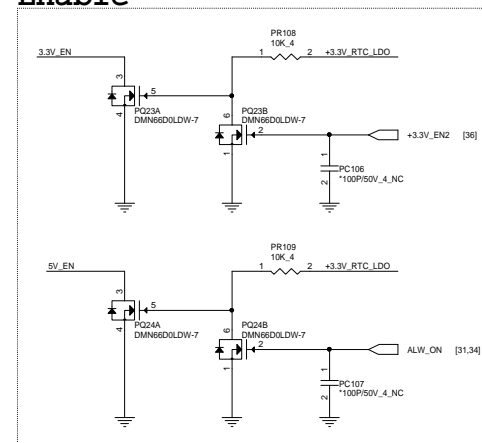 Enable
PR108
10K_4
3.3V_EN
1
2
+3.3V_RTC_LDO
3
5
4
PQ23A
DMN66D0LDW-7
PQ23B
DMN66D0LDW-7
6
2
1
+3.3V_EN2 [36]
1
2
PC106
*100P/50V_4_NC
PR109
10K_4
5V_EN
1
2
+3.3V_RTC_LDO
3
5
4
PQ24A
DMN66D0LDW-7
PQ24B
DMN66D0LDW-7
6
2
1
ALW_ON [31,34]
1
2
PC107
*100P/50V_4_NC